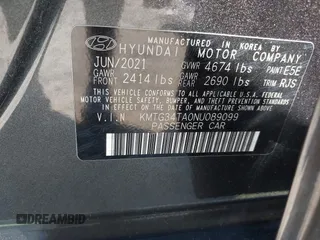 MANUFACTURED IN KOREA BY
HYUNDAI MOTOR COMPANY
JUN/2021 GVWR 4674 lbs PAINT E5E
GAWR FRONT 2414 lbs GAWR REAR 2690 lbs TRIM RJS
THIS VEHICLE CONFORMS TO ALL APPLICABLE FEDERAL MOTOR VEHICLE SAFETY, BUMPER, AND THEFT PREVENTION STANDARDS IN EFFECT ON THE DATE OF MANUFACTURE SHOWN ABOVE.
V.I.N KMTG34TA0NU089099
PASSENGER CAR
DREAMBID